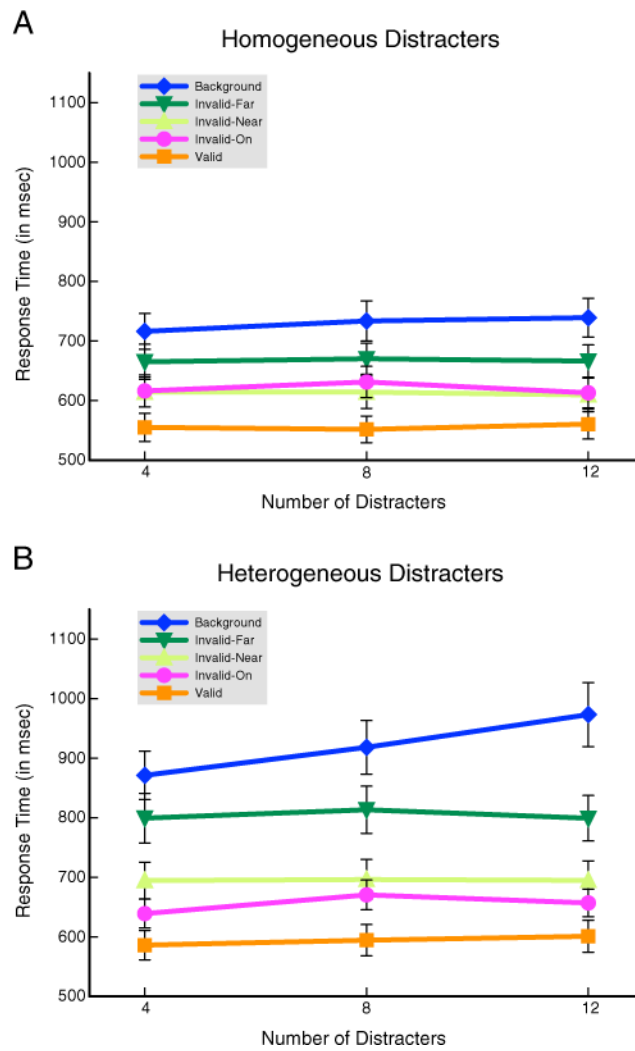 A
Homogeneous Distracters
Background
Invalid-Far
Invalid-Near
Invalid-On
Valid
1100
1000
900
800
700
600
500
Response Time (in msec)
4 8 12
Number of Distracters
B
Heterogeneous Distracters
Background
Invalid-Far
Invalid-Near
Invalid-On
Valid
1100
1000
900
800
700
600
500
Response Time (in msec)
4 8 12
Number of Distracters